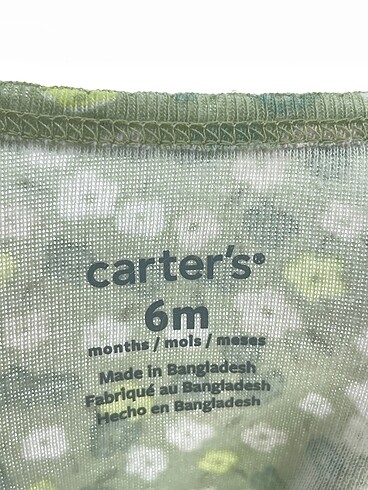 carter's®
6m
months / mois / meses
Made in Bangladesh
Fabriqué au Bangladesh
Hecho en Bangladesh